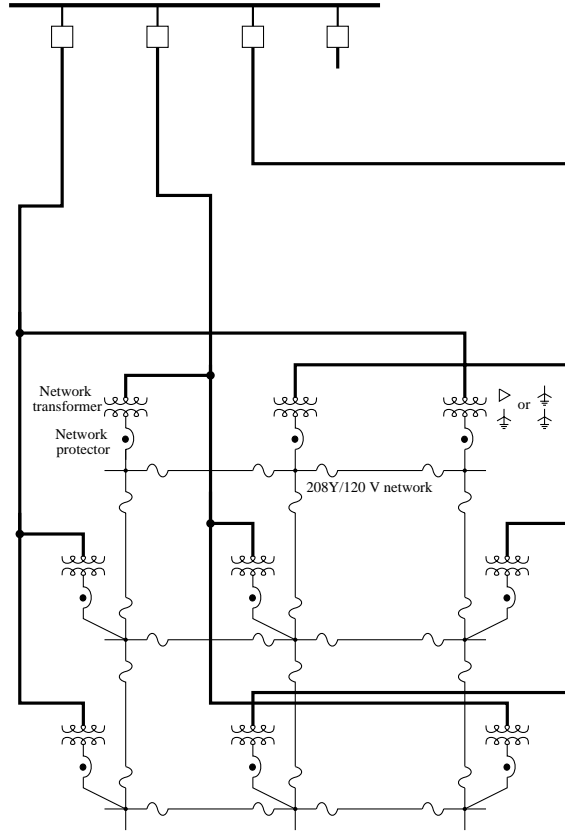 Network
transformer
or
Network
protector
208Y/120 V network